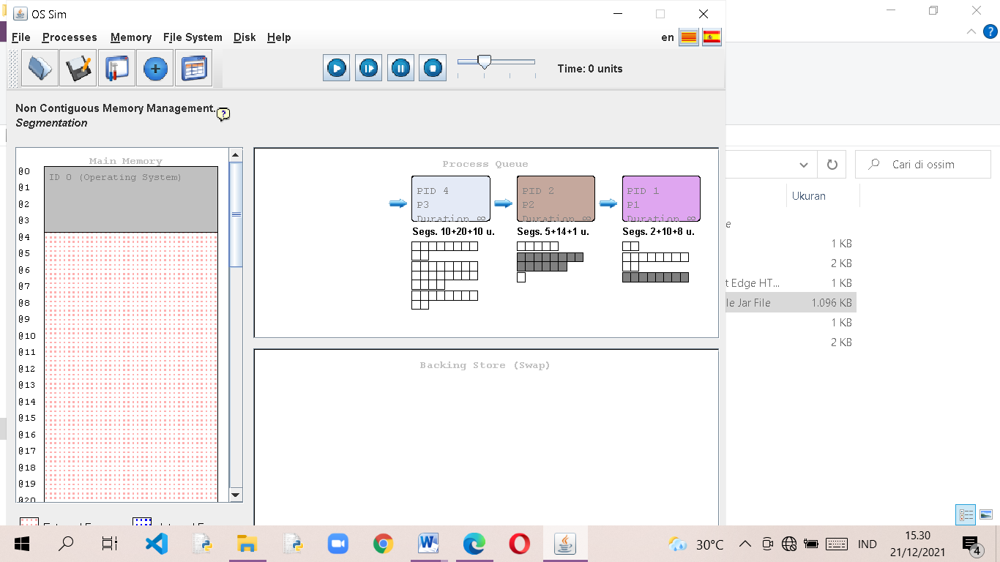 OS Sim
File Processes Memory File System Disk Help
en
Time: 0 units
Non Contiguous Memory Management.
Segmentation
?
Main Memory
ID 0 (Operating System)
@0
@1
@2
@3
@4
@5
@6
@7
@8
@9
@10
@11
@12
@13
@14
@15
@16
@17
@18
@19
@20
Process Queue
PID 4
P3
Duration ∞
Segs. 10+20+10 u.
PID 2
P2
Duration ∞
Segs. 5+14+1 u.
PID 1
P1
Duration ∞
Segs. 2+10+8 u.
Backing Store (Swap)
?
Cari di ossim
Ukuran
e
1 KB
2 KB
t Edge HT...
1 KB
le Jar File
1.096 KB
1 KB
2 KB
30°C
IND
15.30
21/12/2021
4